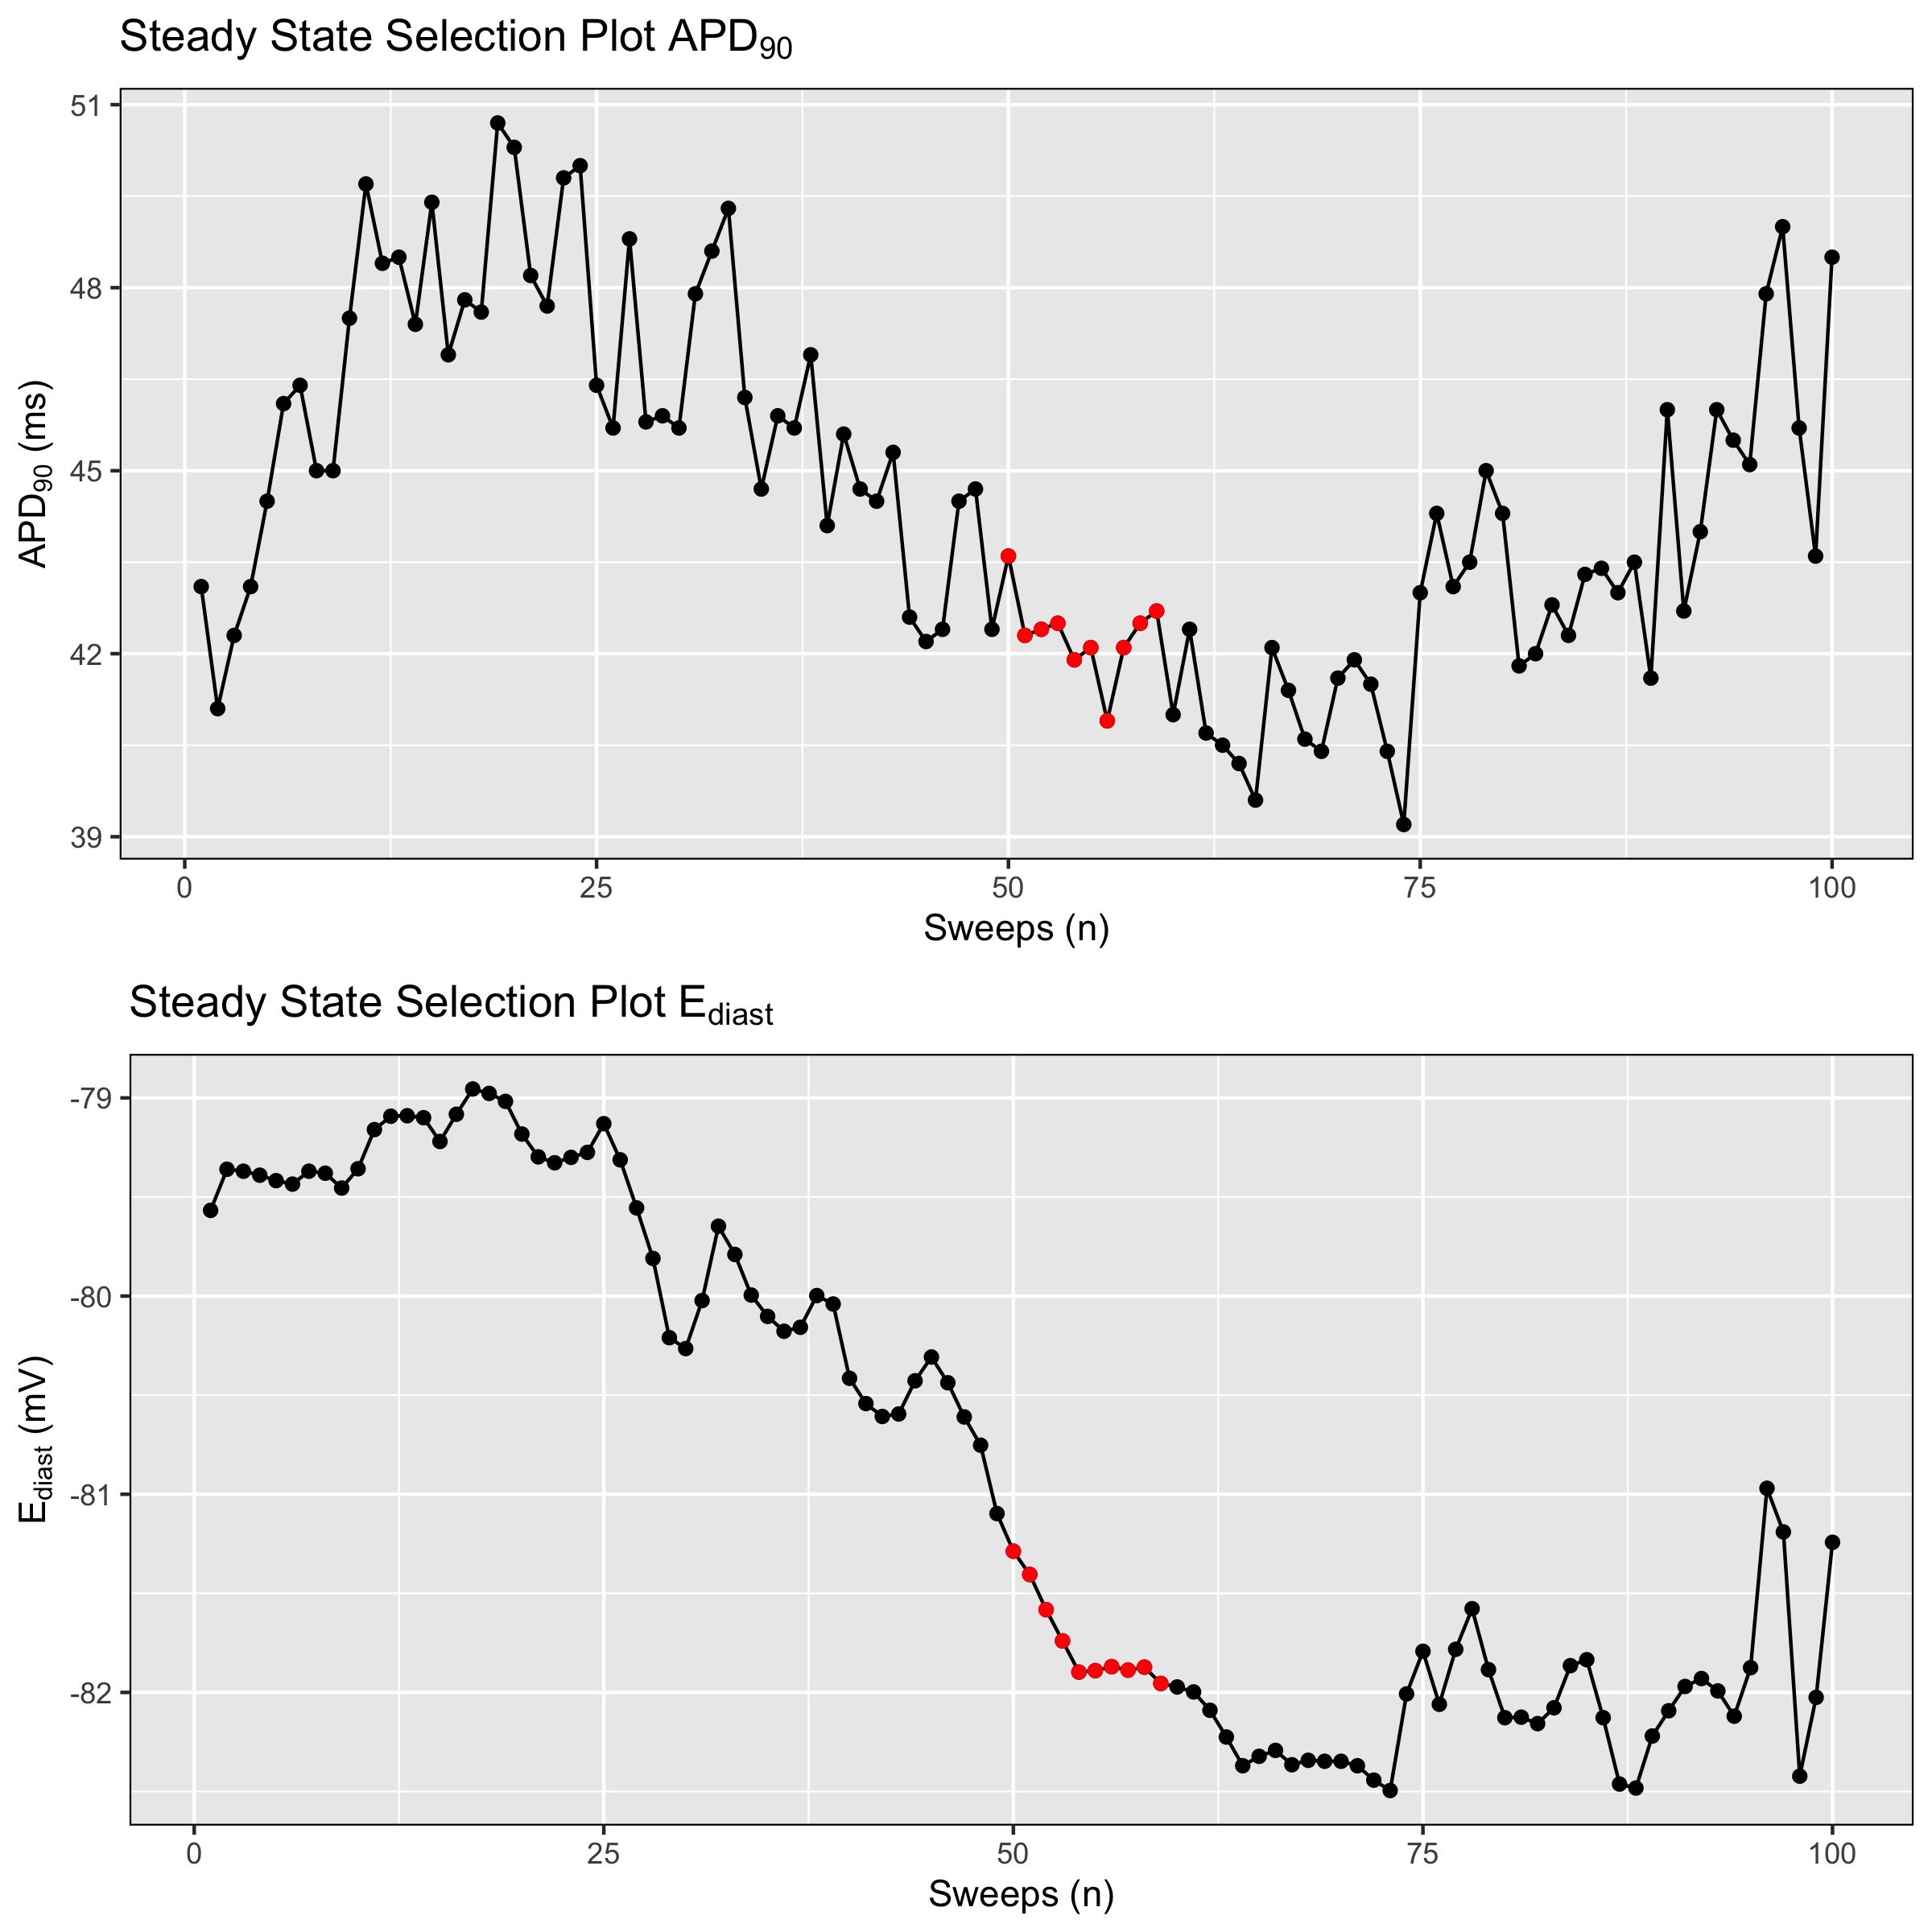 Steady State Selection Plot APD90
51
48
45
42
39
APD90 (ms)
0 25 50 75 100
Sweeps (n)
Steady State Selection Plot Ediast
-79
-80
-81
-82
Ediast (mV)
0 25 50 75 100
Sweeps (n)